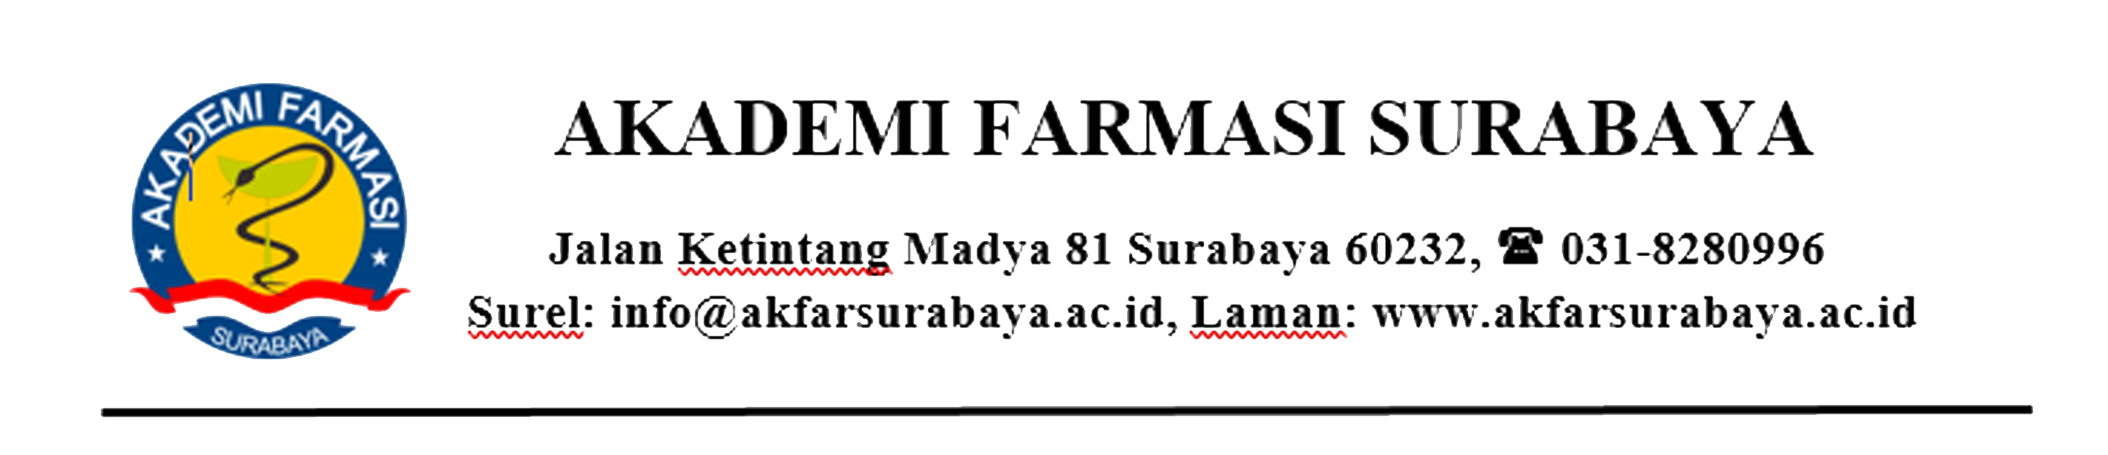 AKADEMI FARMASI
SURABAYA
AKADEMI FARMASI SURABAYA
Jalan Ketintang Madya 81 Surabaya 60232, ☎ 031-8280996
Surel: info@akfarsurabaya.ac.id, Laman: www.akfarsurabaya.ac.id